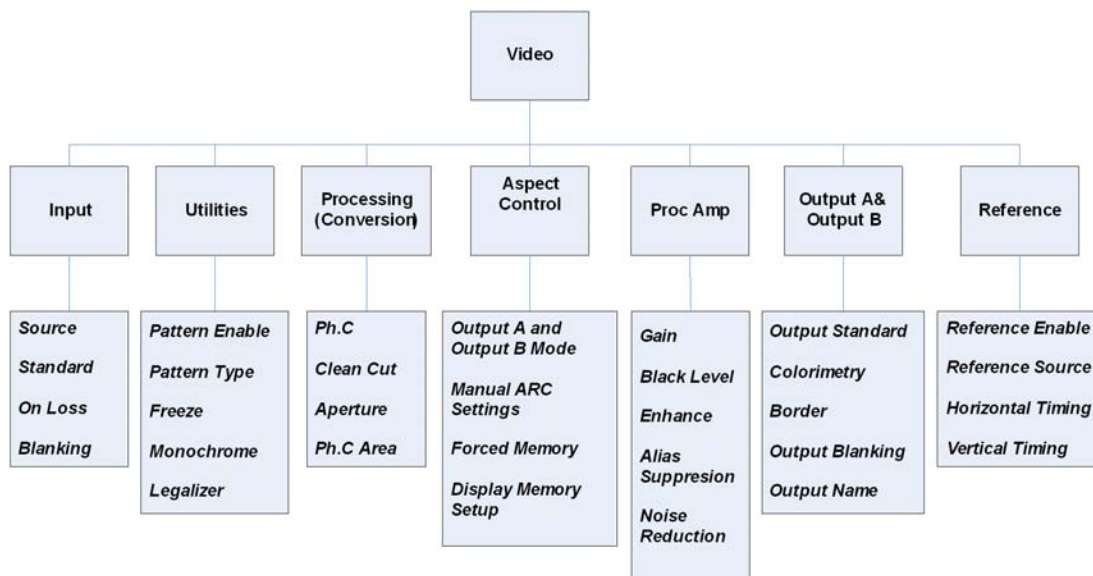 Video
Input
Utilities
Processing
(Conversion)
Aspect
Control
Proc Amp
Output A&
Output B
Reference
Source
Standard
On Loss
Blanking
Pattern Enable
Pattern Type
Freeze
Monochrome
Legalizer
Ph.C
Clean Cut
Aperture
Ph.C Area
Output A and
Output B Mode
Manual ARC
Settings
Forced Memory
Display Memory
Setup
Gain
Black Level
Enhance
Alias
Suppresion
Noise
Reduction
Output Standard
Colorimetry
Border
Output Blanking
Output Name
Reference Enable
Reference Source
Horizontal Timing
Vertical Timing